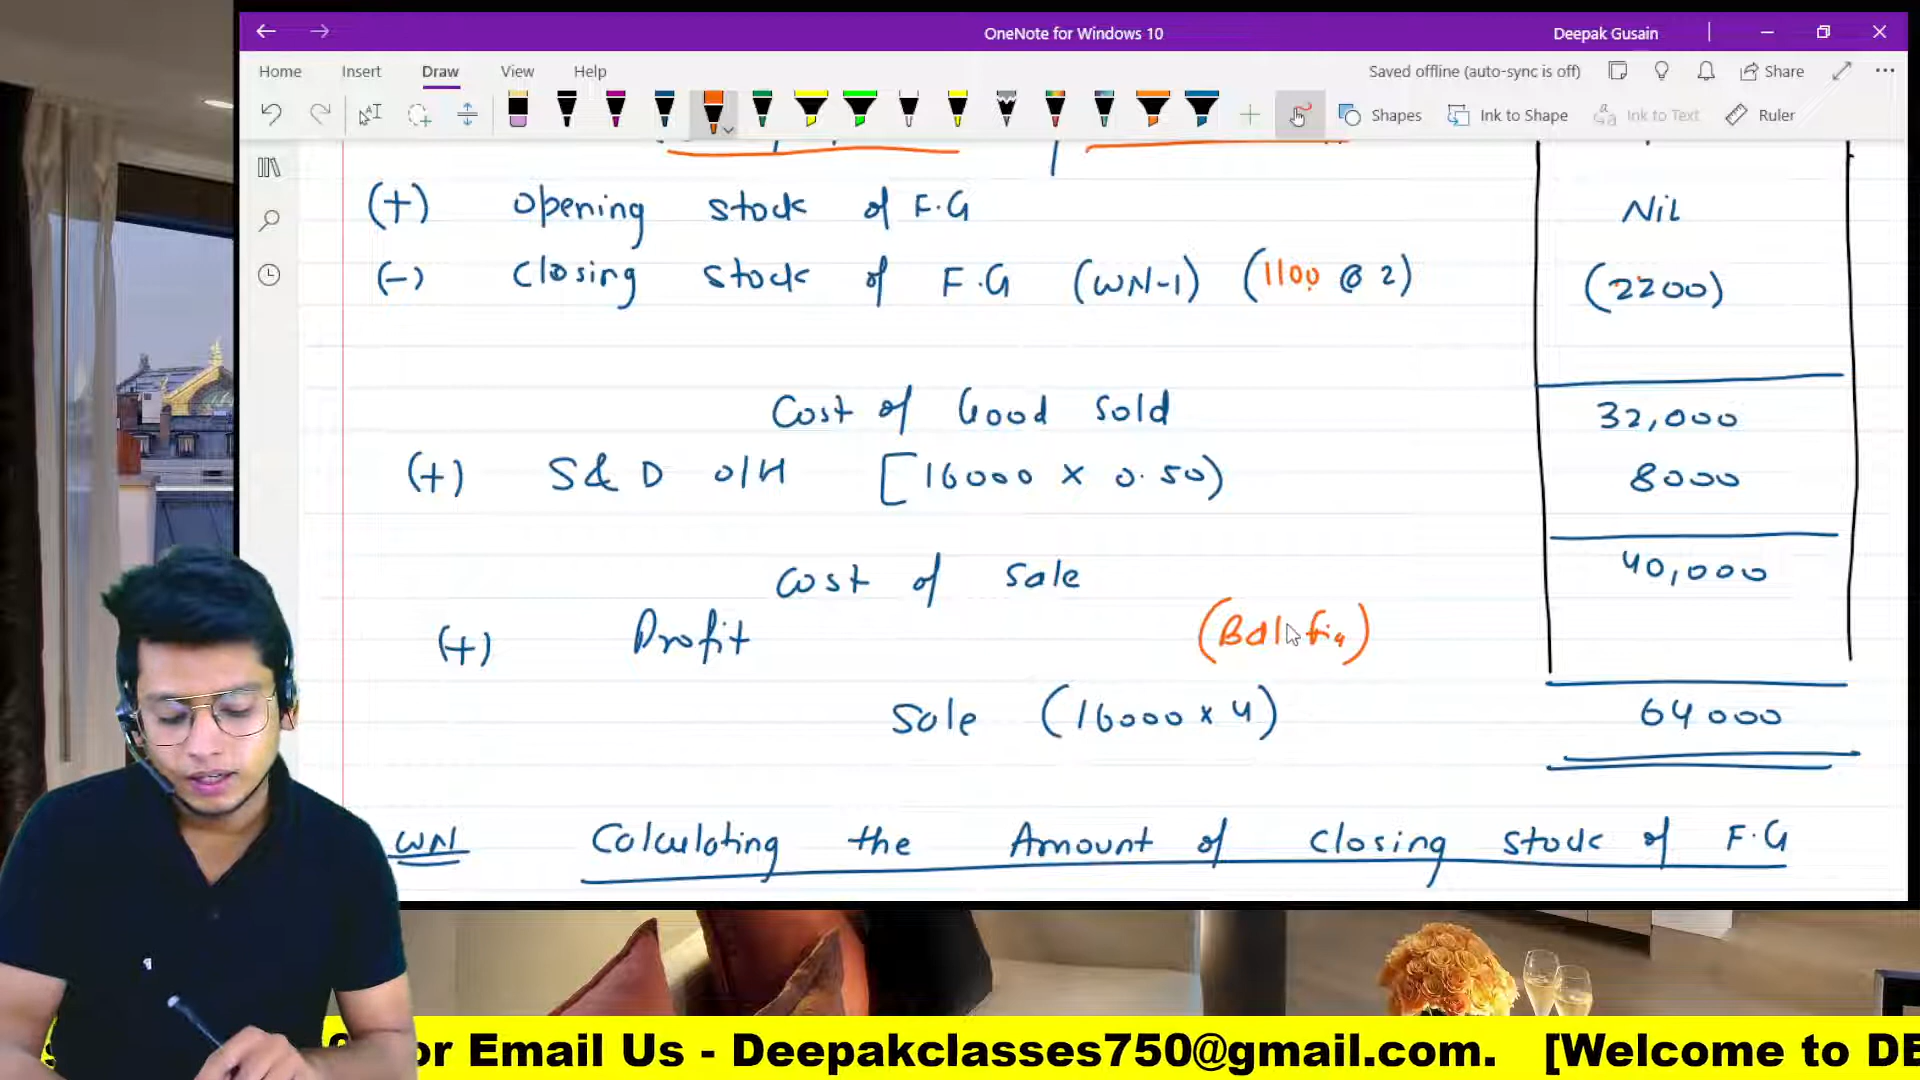 OneNote for Windows 10
Deepak Gusain
Home Insert Draw View Help
Saved offline (auto-sync is off)
Share
Shapes Ink to Shape Ink to Text Ruler
(+) Opening stock of F.G Nil
(-) Closing stock of F.G (WN-1) (1100 @ 2) (2200)
Cost of Good Sold 32,000
(+) S & D O/H [16000 x 0.50) 8000
Cost of Sale 40,000
(+) Profit (Bal fig)
Sale (16000 x 4) 64000
WN Calculating the Amount of Closing stock of F.G
or Email Us - Deepakclasses750@gmail.com. [Welcome to DE